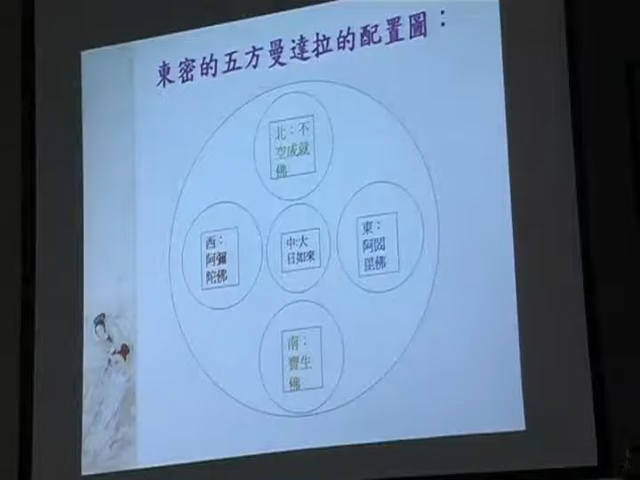 東密的五方曼達拉的配置圖：
北：不
空成就
佛
西：
阿彌
陀佛
中:大
日如來
東：
阿閦
毘佛
南：
寶生
佛